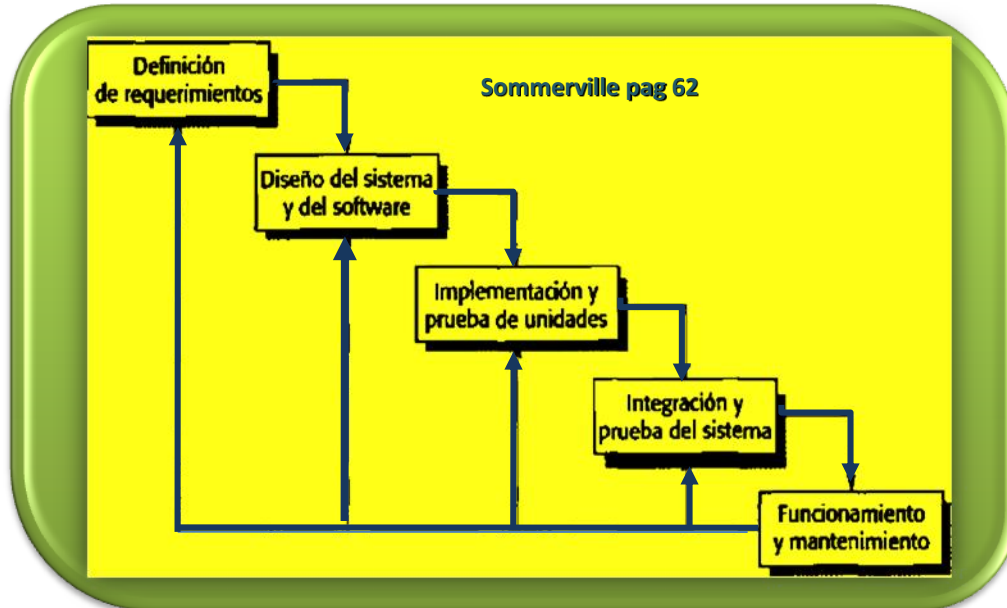 Definición
de requerimientos
Sommerville pag 62
Diseño del sistema
y del software
Implementación y
prueba de unidades
Integración y
prueba del sistema
Funcionamiento
y mantenimiento